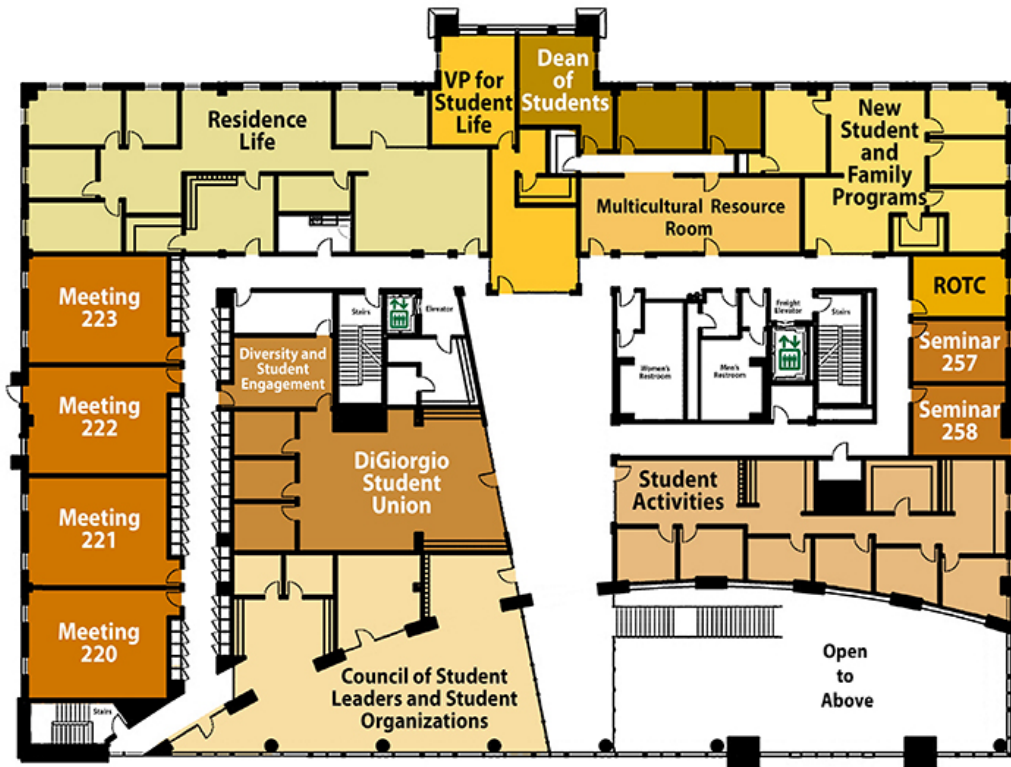 VP for
Student
Life
Dean
of
Students
Residence
Life
New
Student
and
Family
Programs
Multicultural Resource
Room
Meeting
223
Stairs
Elevator
Freight
Elevator
Stairs
ROTC
Diversity and
Student
Engagement
Women's
Restroom
Men's
Restroom
Seminar
257
Meeting
222
Seminar
258
DiGiorgio
Student
Union
Student
Activities
Meeting
221
Meeting
220
Council of Student
Leaders and Student
Organizations
Open
to
Above
Stairs